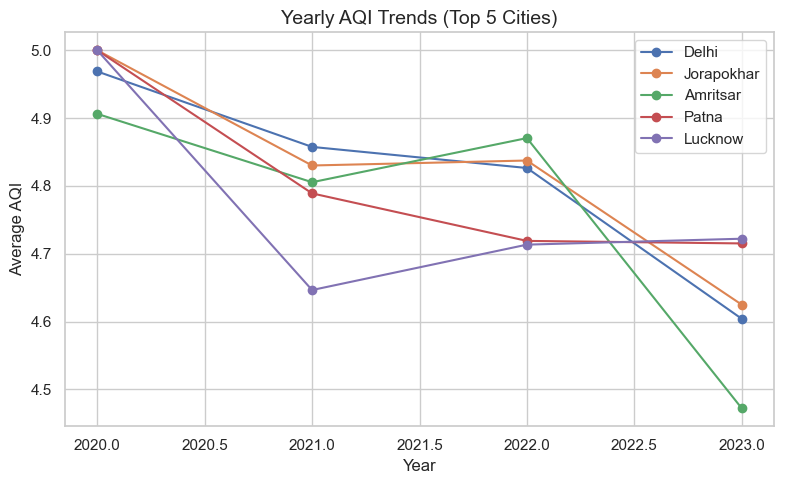 Yearly AQI Trends (Top 5 Cities)
5.0
4.9
4.8
4.7
4.6
4.5
Average AQI
Delhi
Jorapokhar
Amritsar
Patna
Lucknow
2020.0 2020.5 2021.0 2021.5 2022.0 2022.5 2023.0
Year